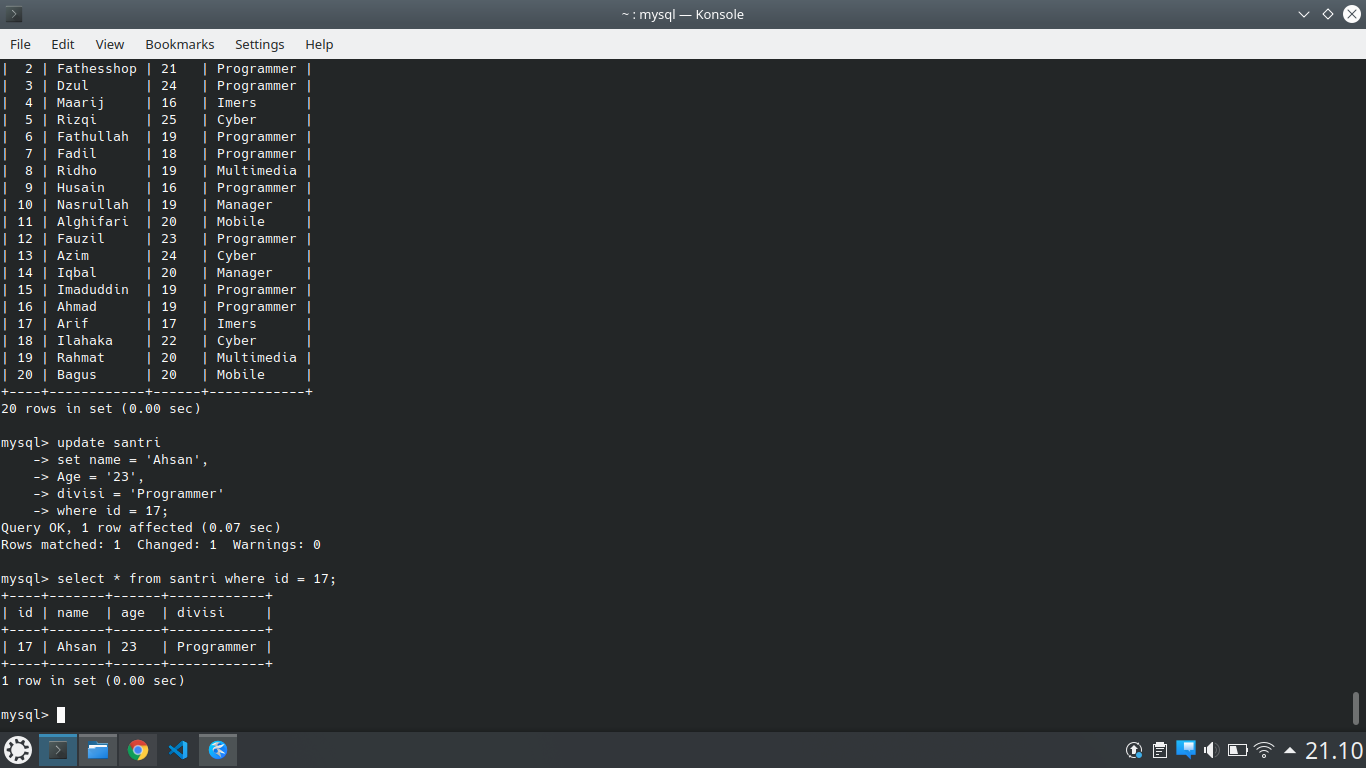 ~ : mysql — Konsole
File Edit View Bookmarks Settings Help
|  2 | Fathesshop | 21   | Programmer |
|  3 | Dzul       | 24   | Programmer |
|  4 | Maarij     | 16   | Imers      |
|  5 | Rizqi      | 25   | Cyber      |
|  6 | Fathullah  | 19   | Programmer |
|  7 | Fadil      | 18   | Programmer |
|  8 | Ridho      | 19   | Multimedia |
|  9 | Husain     | 16   | Programmer |
| 10 | Nasrullah  | 19   | Manager    |
| 11 | Alghifari  | 20   | Mobile     |
| 12 | Fauzil     | 23   | Programmer |
| 13 | Azim       | 24   | Cyber      |
| 14 | Iqbal      | 20   | Manager    |
| 15 | Imaduddin  | 19   | Programmer |
| 16 | Ahmad      | 19   | Programmer |
| 17 | Arif       | 17   | Imers      |
| 18 | Ilahaka    | 22   | Cyber      |
| 19 | Rahmat     | 20   | Multimedia |
| 20 | Bagus      | 20   | Mobile     |
+----+------------+------+------------+
20 rows in set (0.00 sec)
mysql> update santri
    -> set name = 'Ahsan',
    -> Age = '23',
    -> divisi = 'Programmer'
    -> where id = 17;
Query OK, 1 row affected (0.07 sec)
Rows matched: 1  Changed: 1  Warnings: 0
mysql> select * from santri where id = 17;
+----+-------+------+------------+
| id | name  | age  | divisi     |
+----+-------+------+------------+
| 17 | Ahsan | 23   | Programmer |
+----+-------+------+------------+
1 row in set (0.00 sec)
mysql>
21.10